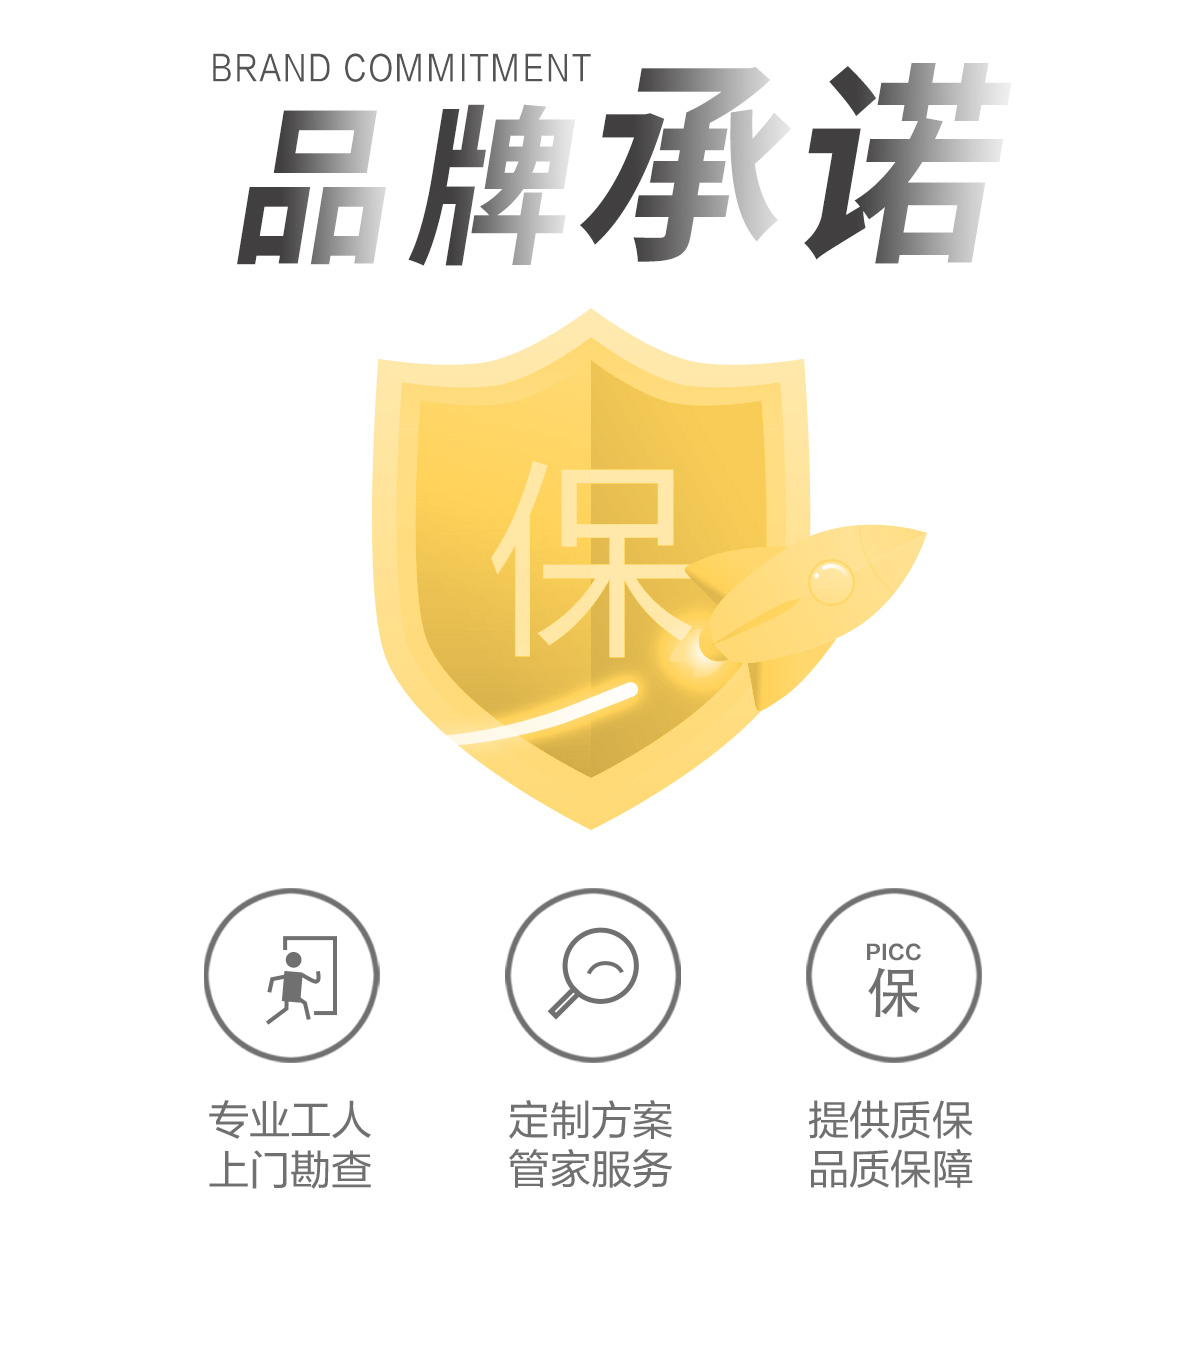 BRAND COMMITMENT
品牌承诺
保
PICC
保
专业工人
上门勘查
定制方案
管家服务
提供质保
品质保障